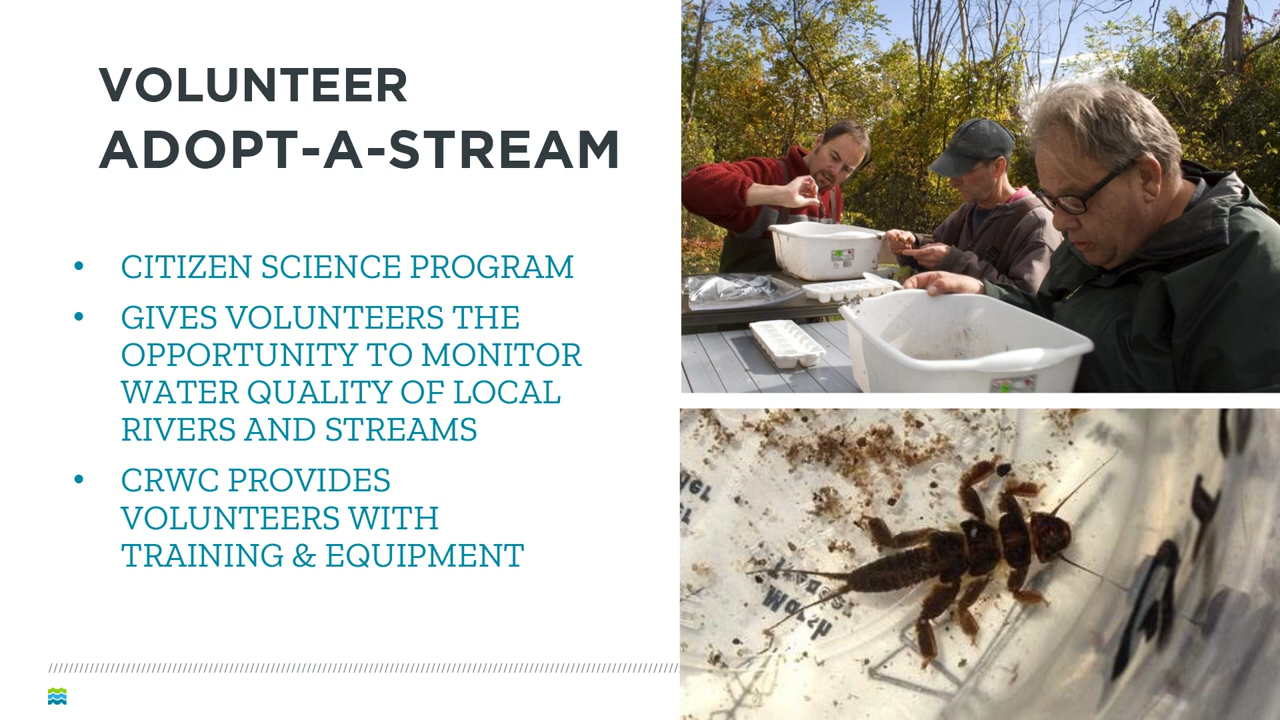 VOLUNTEER
ADOPT-A-STREAM
• CITIZEN SCIENCE PROGRAM
• GIVES VOLUNTEERS THE
OPPORTUNITY TO MONITOR
WATER QUALITY OF LOCAL
RIVERS AND STREAMS
• CRWC PROVIDES
VOLUNTEERS WITH
TRAINING & EQUIPMENT